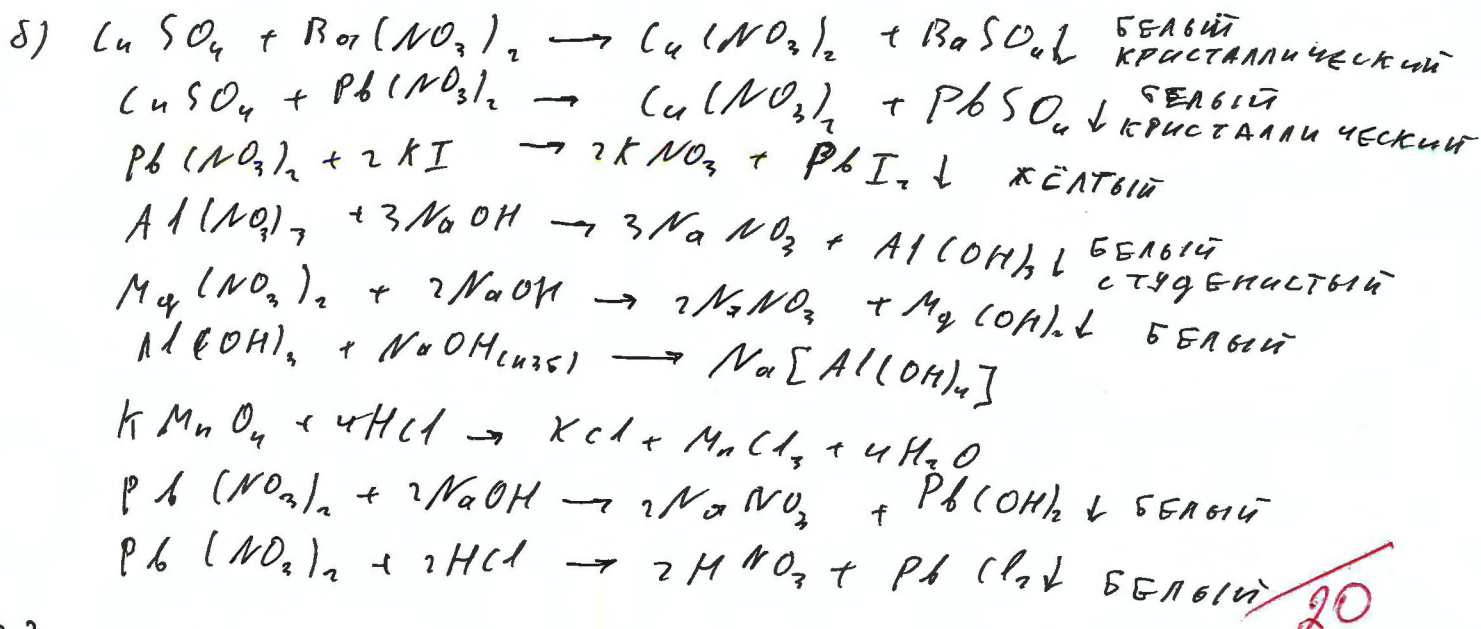 б) CuSO₄ + Ba(NO₃)₂ → Cu(NO₃)₂ + BaSO₄↓ БЕЛЫЙ КРИСТАЛЛИЧЕСКИЙ
CuSO₄ + Pb(NO₃)₂ → Cu(NO₃)₂ + PbSO₄↓ БЕЛЫЙ КРИСТАЛЛИЧЕСКИЙ
Pb(NO₃)₂ + 2KI → 2KNO₃ + PbI₂↓ ЖЁЛТЫЙ
Al(NO₃)₃ + 3NaOH → 3NaNO₃ + Al(OH)₃↓ БЕЛЫЙ СТУДЕНИСТЫЙ
Mg(NO₃)₂ + 2NaOH → 2NaNO₃ + Mg(OH)₂↓ БЕЛЫЙ
Al(OH)₃ + NaOH(изб) → Na[Al(OH)₄]
KMnO₄ + 4HCl → KCl + MnCl₃ + 4H₂O
Pb(NO₃)₂ + 2NaOH → 2NaNO₃ + Pb(OH)₂↓ БЕЛЫЙ
Pb(NO₃)₂ + 2HCl → 2HNO₃ + PbCl₂↓ БЕЛЫЙ
20